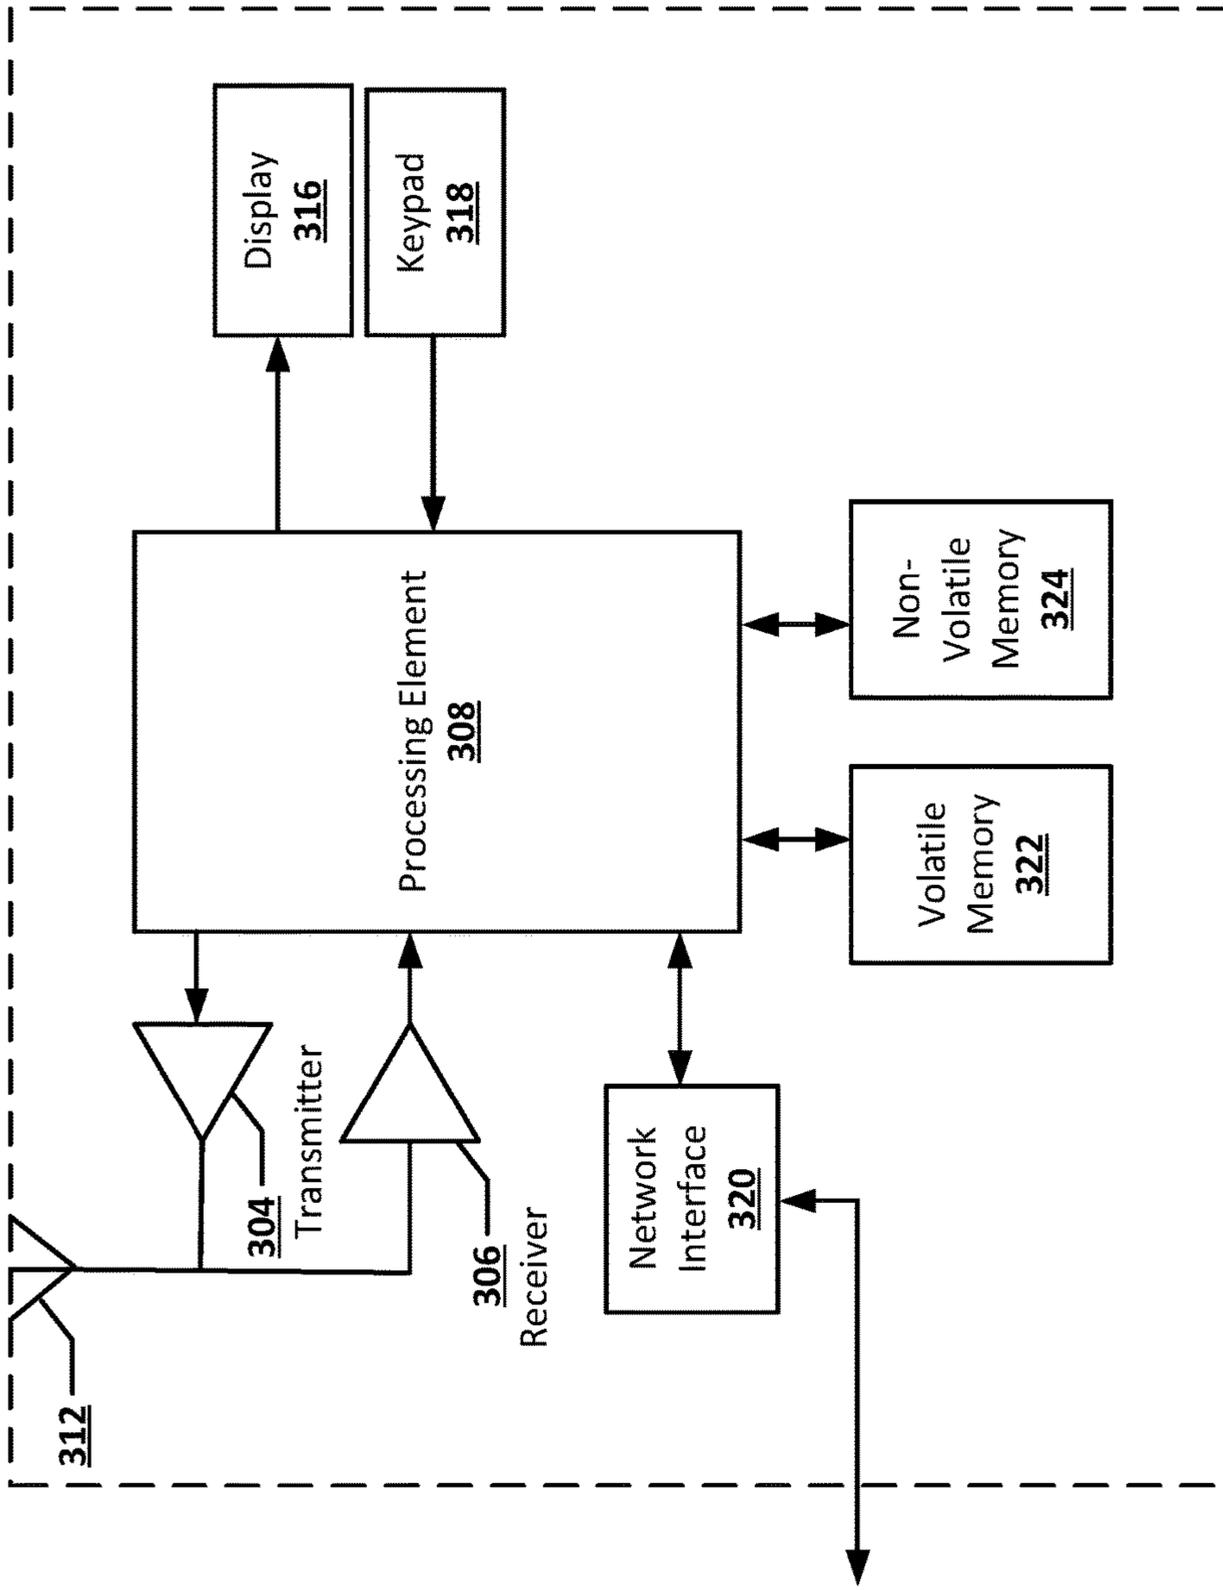 312
304
Transmitter
306
Receiver
Network
Interface
320
Processing Element
308
Volatile
Memory
322
Non-
Volatile
Memory
324
Display
316
Keypad
318